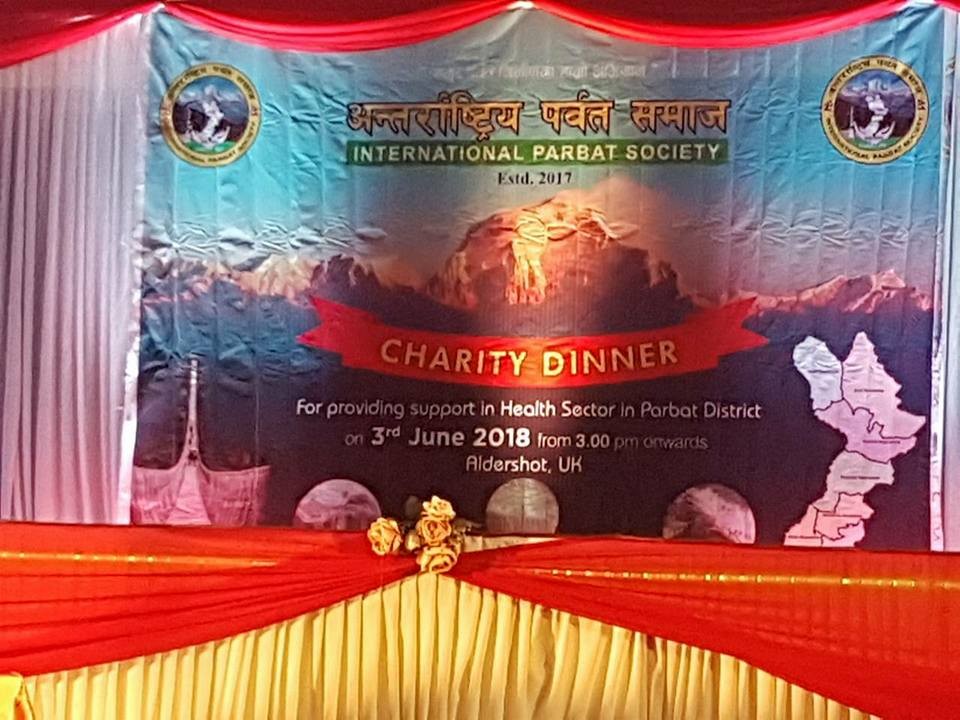 अन्तर्राष्ट्रिय पर्वत समाज
INTERNATIONAL PARBAT SOCIETY
Estd. 2017
CHARITY DINNER
For providing support in Health Sector in Parbat District
on 3rd June 2018 from 3.00 pm onwards
Aldershot, UK